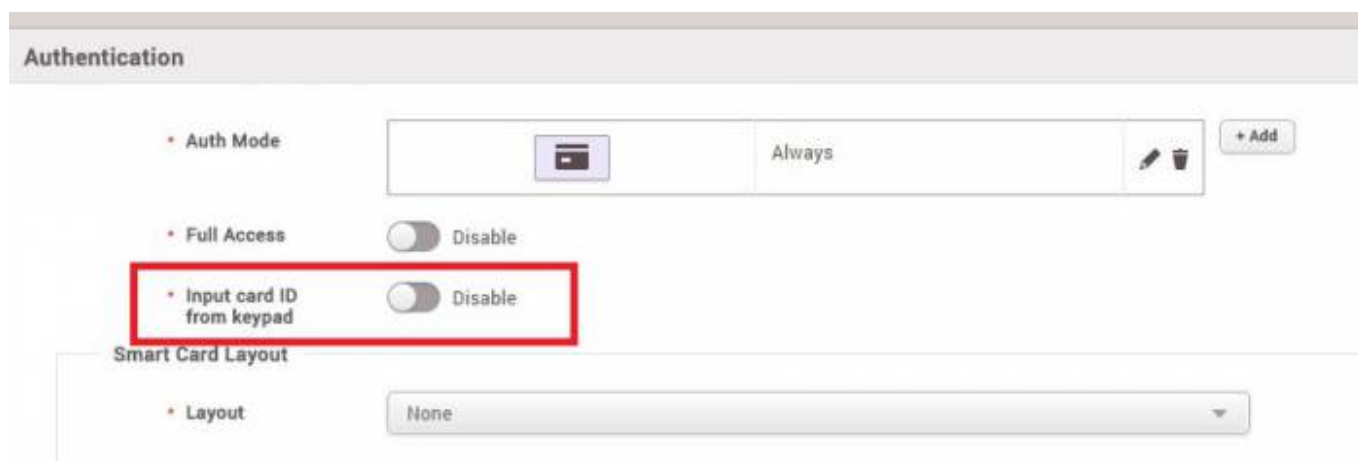 Authentication
Auth Mode
Always
+ Add
Full Access
Disable
Input card ID
from keypad
Disable
Smart Card Layout
Layout
None